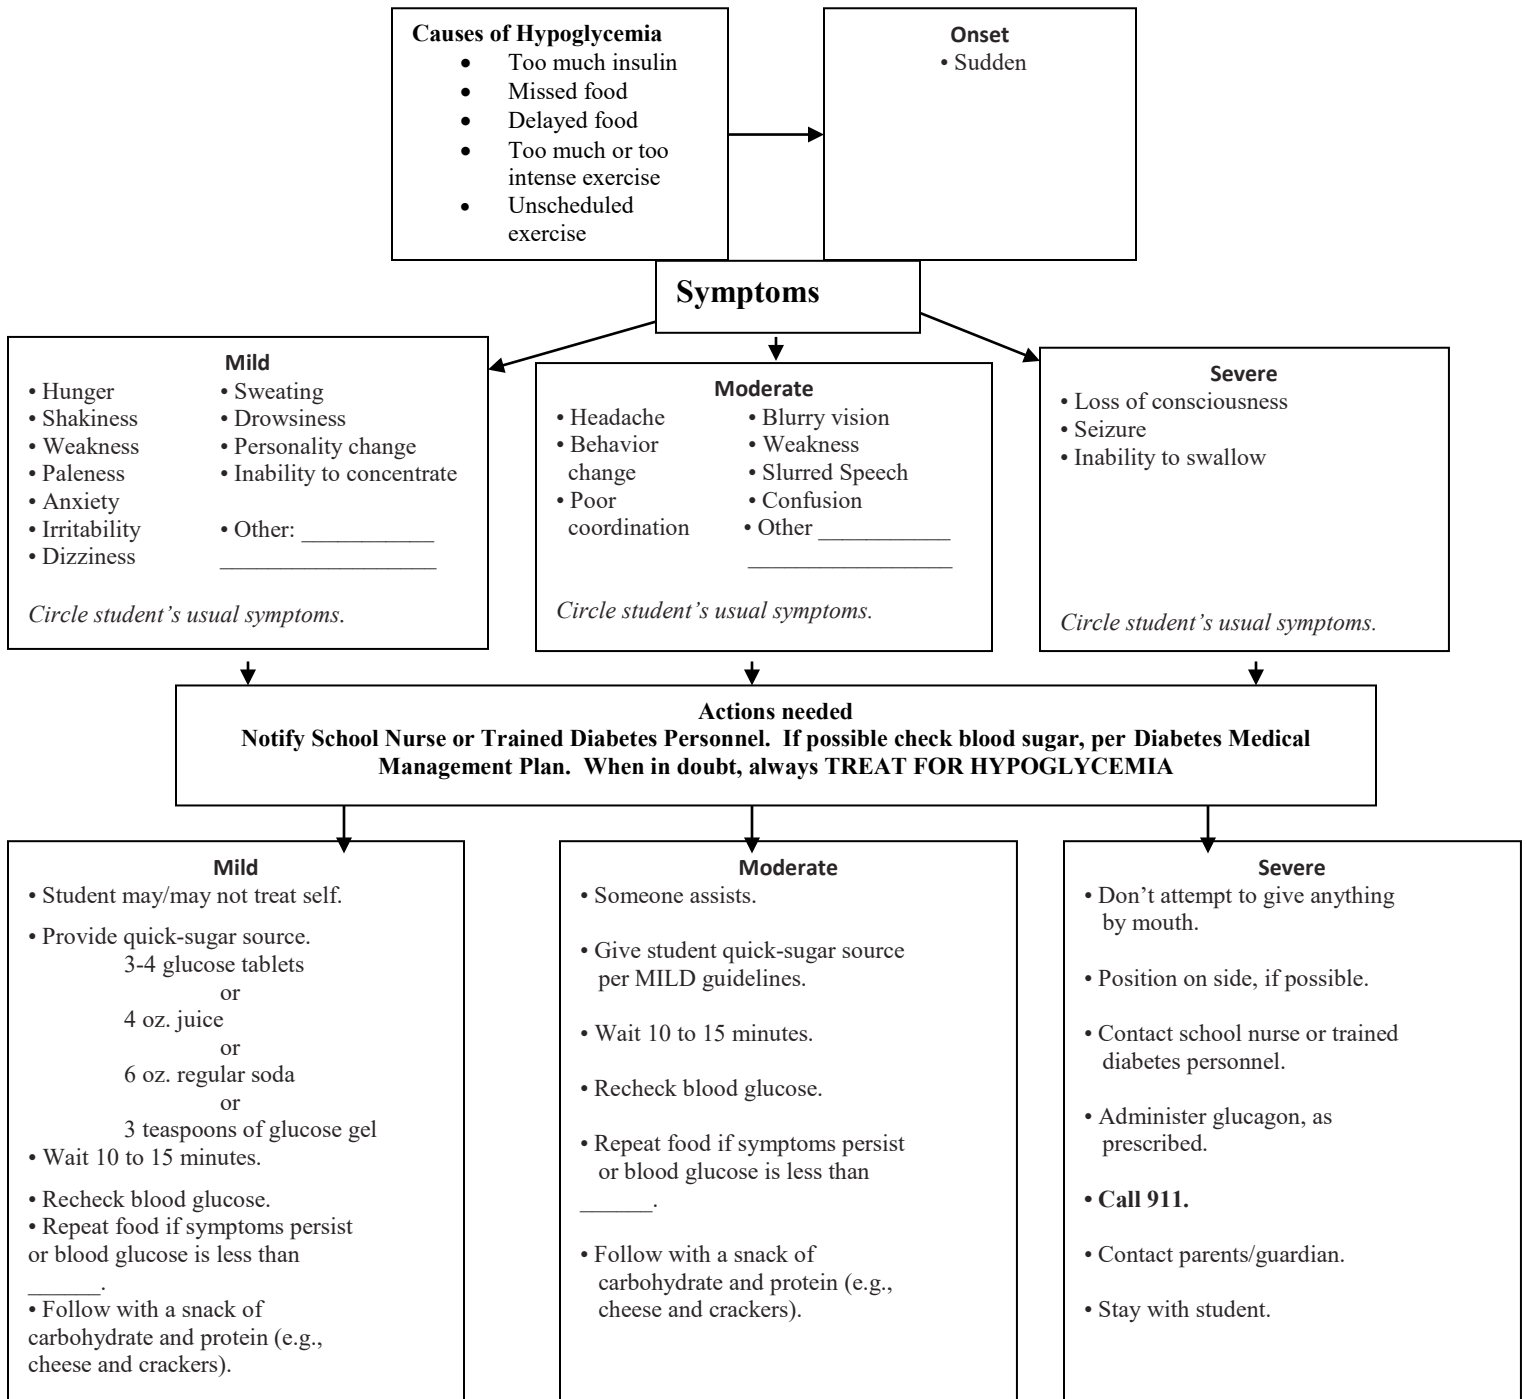 Causes of Hypoglycemia
• Too much insulin
• Missed food
• Delayed food
• Too much or too
intense exercise
• Unscheduled
exercise
Onset
• Sudden
Symptoms
Mild
• Hunger
• Shakiness
• Weakness
• Paleness
• Anxiety
• Irritability
• Dizziness
• Sweating
• Drowsiness
• Personality change
• Inability to concentrate
• Other: ___________
__________________
Circle student’s usual symptoms.
Moderate
• Headache
• Behavior
change
• Poor
coordination
• Blurry vision
• Weakness
• Slurred Speech
• Confusion
• Other ___________
_________________
Circle student’s usual symptoms.
Severe
• Loss of consciousness
• Seizure
• Inability to swallow
Circle student’s usual symptoms.
Actions needed
Notify School Nurse or Trained Diabetes Personnel. If possible check blood sugar, per Diabetes Medical
Management Plan. When in doubt, always TREAT FOR HYPOGLYCEMIA
Mild
• Student may/may not treat self.
• Provide quick-sugar source.
3-4 glucose tablets
or
4 oz. juice
or
6 oz. regular soda
or
3 teaspoons of glucose gel
• Wait 10 to 15 minutes.
• Recheck blood glucose.
• Repeat food if symptoms persist
or blood glucose is less than
______.
• Follow with a snack of
carbohydrate and protein (e.g.,
cheese and crackers).
Moderate
• Someone assists.
• Give student quick-sugar source
per MILD guidelines.
• Wait 10 to 15 minutes.
• Recheck blood glucose.
• Repeat food if symptoms persist
or blood glucose is less than
______.
• Follow with a snack of
carbohydrate and protein (e.g.,
cheese and crackers).
Severe
• Don’t attempt to give anything
by mouth.
• Position on side, if possible.
• Contact school nurse or trained
diabetes personnel.
• Administer glucagon, as
prescribed.
• Call 911.
• Contact parents/guardian.
• Stay with student.